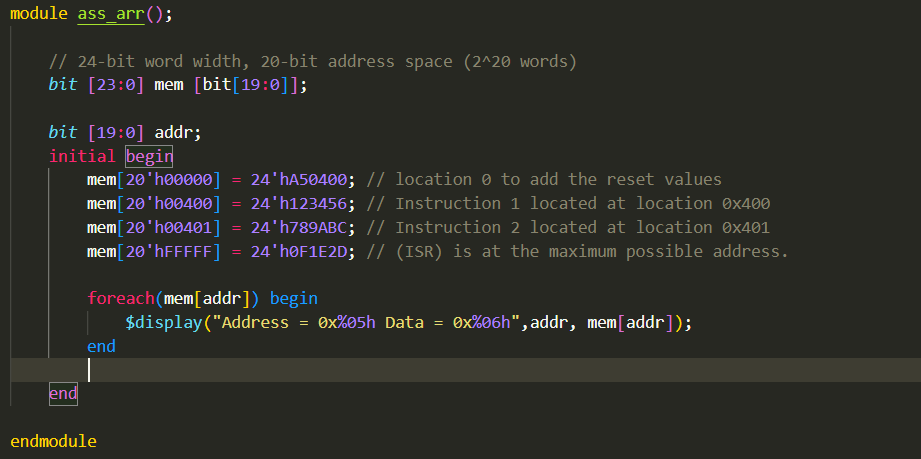 module ass_arr();
// 24-bit word width, 20-bit address space (2^20 words)
bit [23:0] mem [bit[19:0]];
bit [19:0] addr;
initial begin
mem[20'h00000] = 24'hA50400; // location 0 to add the reset values
mem[20'h00400] = 24'h123456; // Instruction 1 located at location 0x400
mem[20'h00401] = 24'h789ABC; // Instruction 2 located at location 0x401
mem[20'hFFFFF] = 24'h0F1E2D; // (ISR) is at the maximum possible address.
foreach(mem[addr]) begin
$display("Address = 0x%05h Data = 0x%06h",addr, mem[addr]);
end
end
endmodule